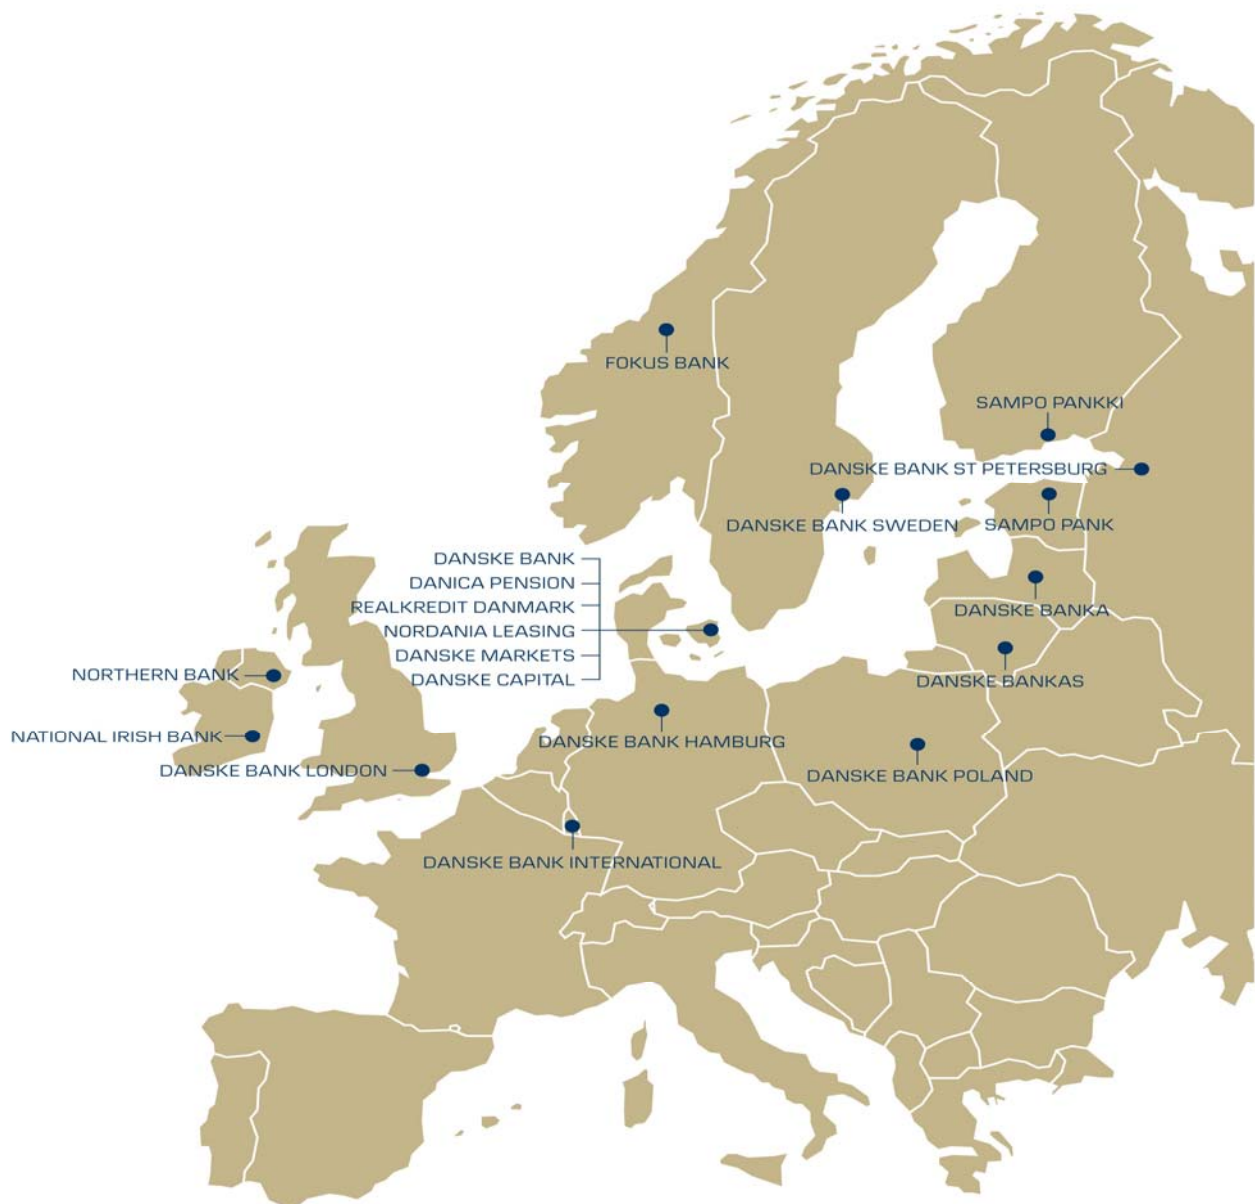 FOKUS BANK
SAMPO PANKKI
DANSKE BANK ST PETERSBURG
DANSKE BANK SWEDEN
SAMPO PANK
DANSKE BANK
DANICA PENSION
REALKREDIT DANMARK
NORDANIA LEASING
DANSKE MARKETS
DANSKE CAPITAL
DANSKE BANKA
DANSKE BANKAS
NORTHERN BANK
NATIONAL IRISH BANK
DANSKE BANK LONDON
DANSKE BANK HAMBURG
DANSKE BANK POLAND
DANSKE BANK INTERNATIONAL